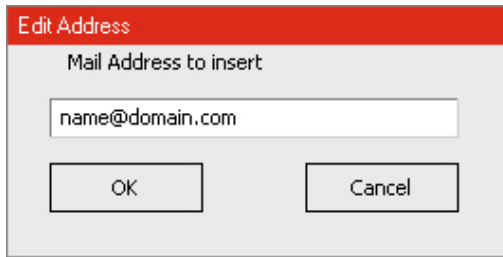 Edit Address
Mail Address to insert
name@domain.com
OK
Cancel